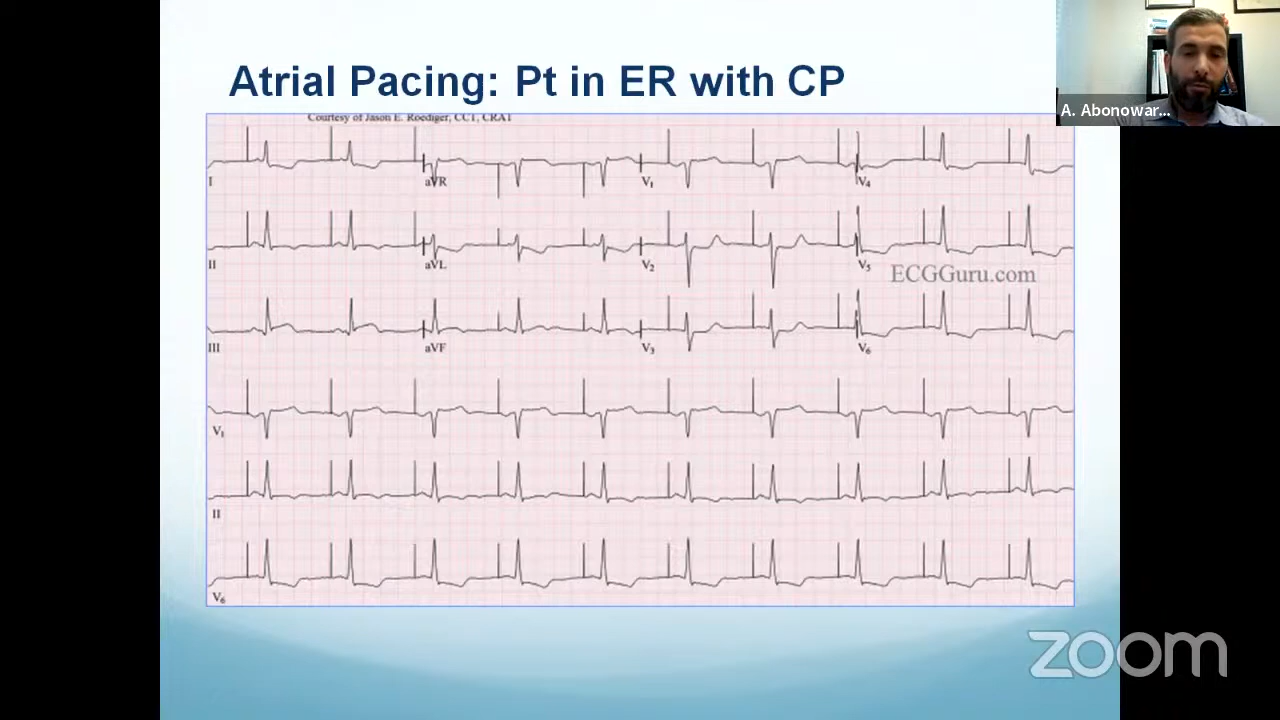 Atrial Pacing: Pt in ER with CP
A. Abonowar...
Courtesy of Jason E. Roediger, CCT, CRAT
I
aVR
V1
V4
II
aVL
V2
V5
ECGGuru.com
III
aVF
V3
V6
V1
II
V6
zoom